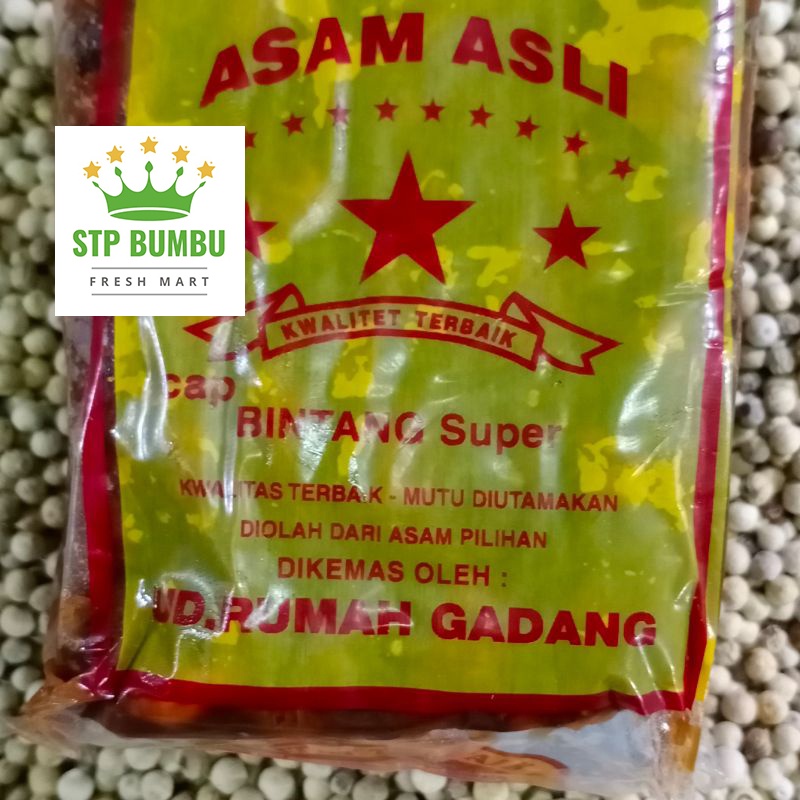 ASAM ASLI
STP BUMBU
FRESH MART
KWALITET TERBAIK
cap
BINTANG Super
KWALITAS TERBAIK - MUTU DIUTAMAKAN
DIOLAH DARI ASAM PILIHAN
DIKEMAS OLEH :
UD.RUMAH GADANG